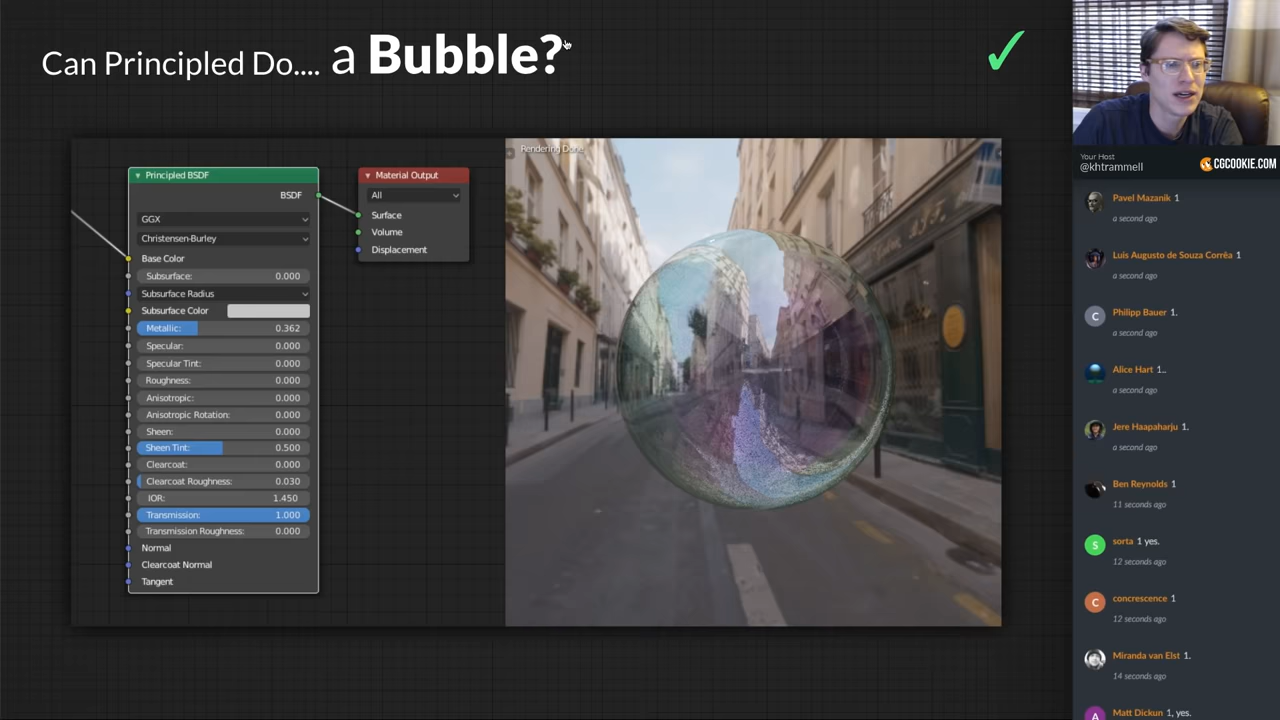 Can Principled Do.... a Bubble?
✓
Principled BSDF
BSDF
GGX
Christensen-Burley
Base Color
Subsurface: 0.000
Subsurface Radius
Subsurface Color
Metallic: 0.362
Specular: 0.000
Specular Tint: 0.000
Roughness: 0.000
Anisotropic: 0.000
Anisotropic Rotation: 0.000
Sheen: 0.000
Sheen Tint: 0.500
Clearcoat: 0.000
Clearcoat Roughness: 0.030
IOR: 1.450
Transmission: 1.000
Transmission Roughness: 0.000
Normal
Clearcoat Normal
Tangent
Material Output
All
Surface
Volume
Displacement
Rendering Done
Your Host
@khtrammell
CGCOOKIE.COM
Pavel Mazanik 1
a second ago
Luis Augusto de Souza Corrêa 1
a second ago
C
Philipp Bauer 1.
a second ago
Alice Hart 1..
a second ago
Jere Haapaharju 1.
a second ago
Ben Reynolds 1
11 seconds ago
S
sorta 1 yes.
12 seconds ago
C
concrescence 1
12 seconds ago
Miranda van Elst 1.
14 seconds ago
A
Matt Dickun 1, yes.